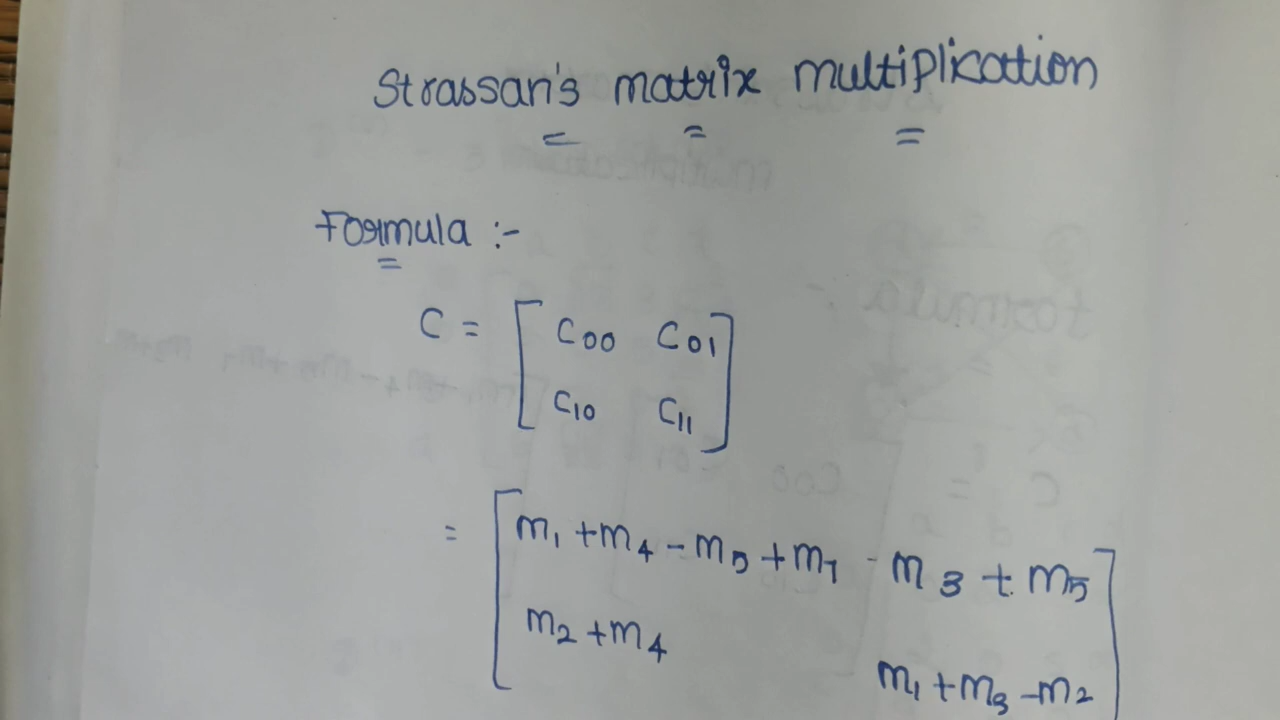 Strassan's matrix multiplication
Formula :-
C = [ C00 C01
C10 C11 ]
= [ m1 + m4 - m5 + m7 - m3 + m5
m2 + m4
m1 + m3 - m2 ]